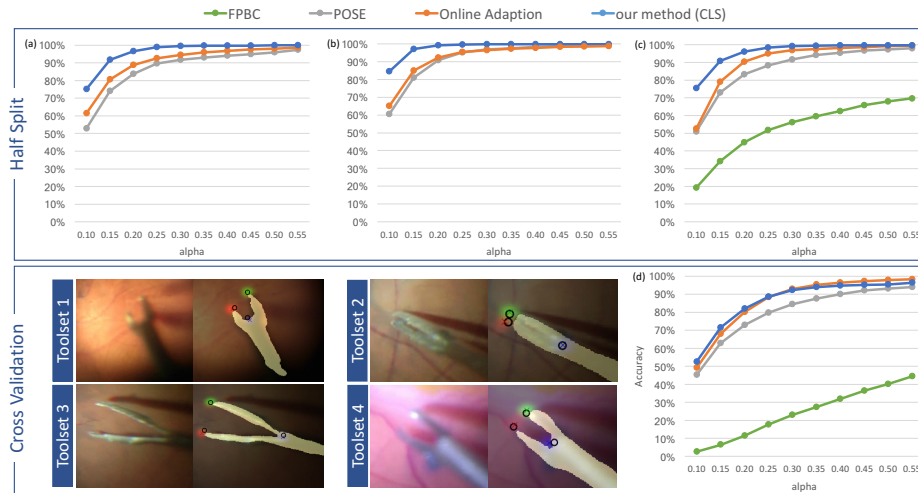 FPBC POSE Online Adaption our method (CLS)
Half Split
(a)
100%
90%
80%
70%
60%
50%
40%
30%
20%
10%
0%
0.10 0.15 0.20 0.25 0.30 0.35 0.40 0.45 0.50 0.55
alpha
(b)
100%
90%
80%
70%
60%
50%
40%
30%
20%
10%
0%
0.10 0.15 0.20 0.25 0.30 0.35 0.40 0.45 0.50 0.55
alpha
(c)
100%
90%
80%
70%
60%
50%
40%
30%
20%
10%
0%
0.10 0.15 0.20 0.25 0.30 0.35 0.40 0.45 0.50 0.55
alpha
Cross Validation
Toolset 1
Toolset 2
Toolset 3
Toolset 4
(d)
Accuracy
100%
90%
80%
70%
60%
50%
40%
30%
20%
10%
0%
0.10 0.15 0.20 0.25 0.30 0.35 0.40 0.45 0.50 0.55
alpha